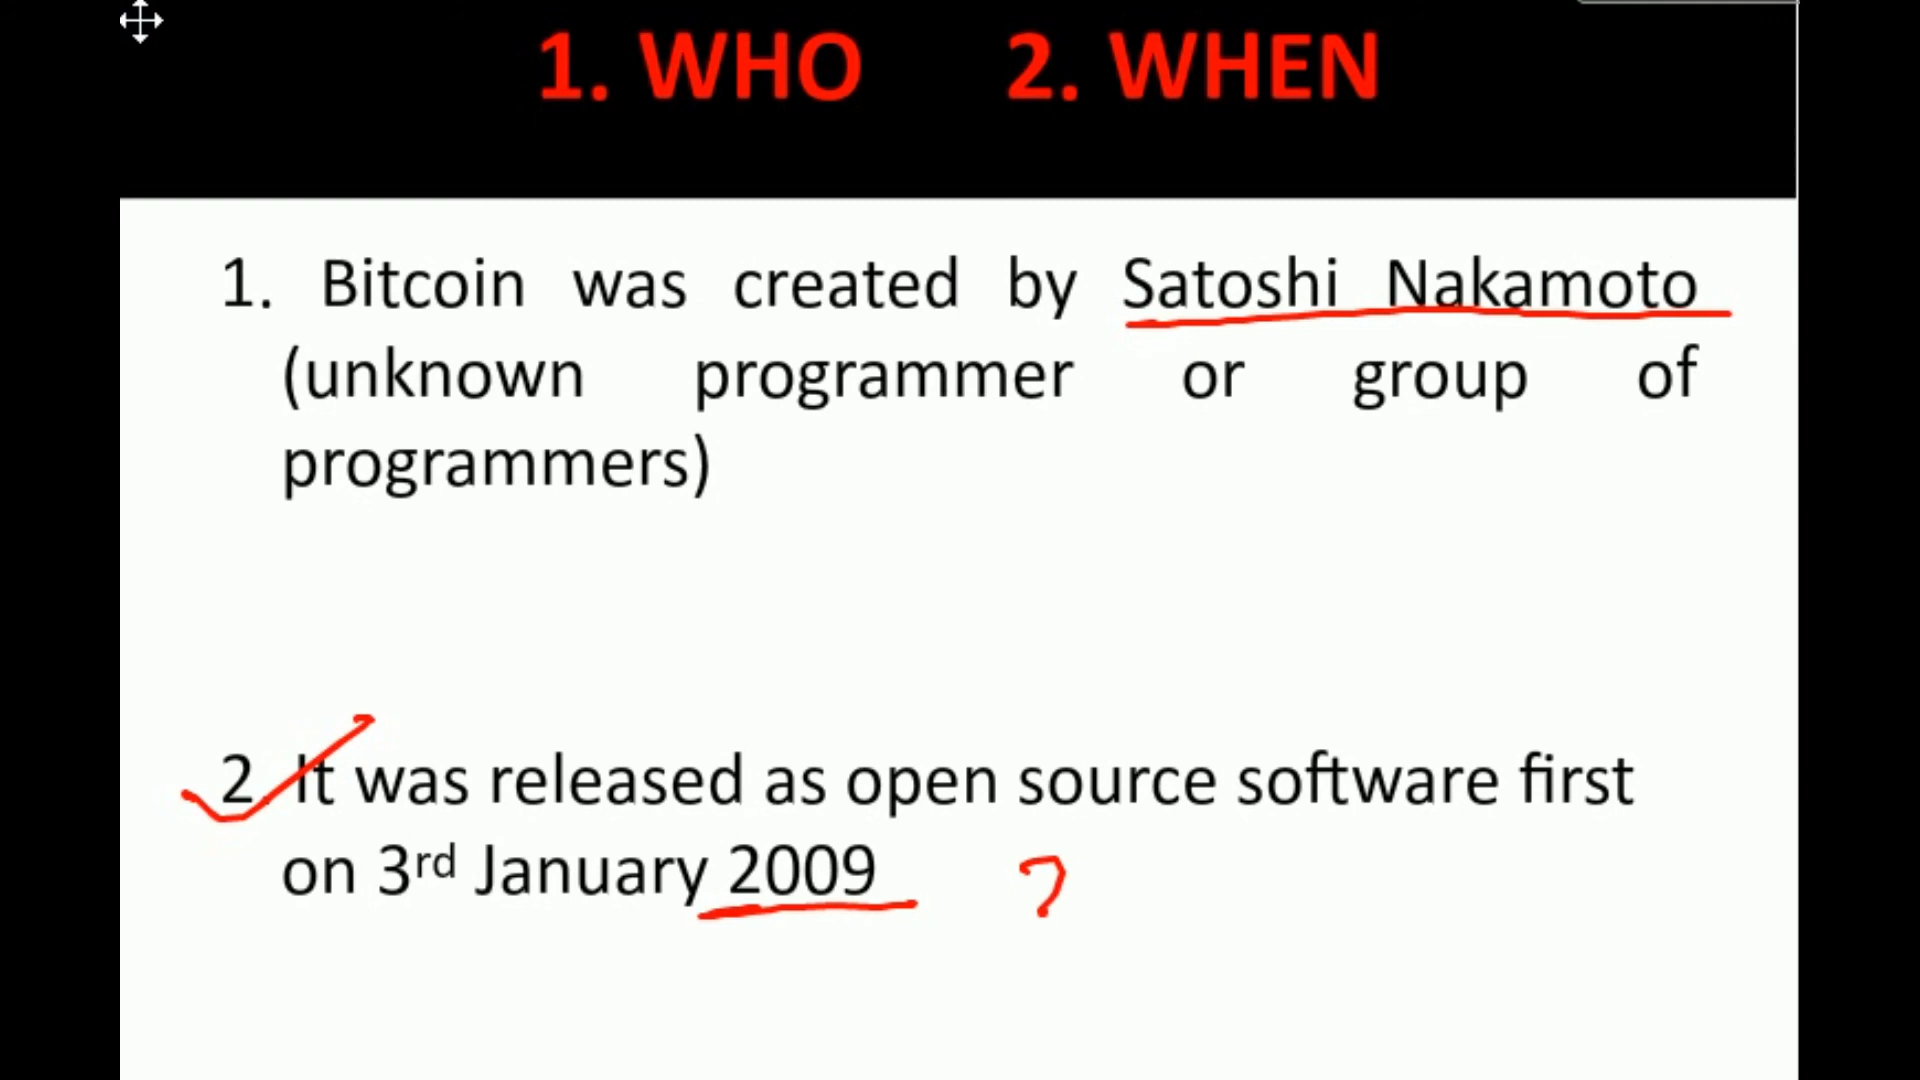 1. WHO 2. WHEN
1. Bitcoin was created by Satoshi Nakamoto
(unknown programmer or group of
programmers)
2. It was released as open source software first
on 3rd January 2009 ?